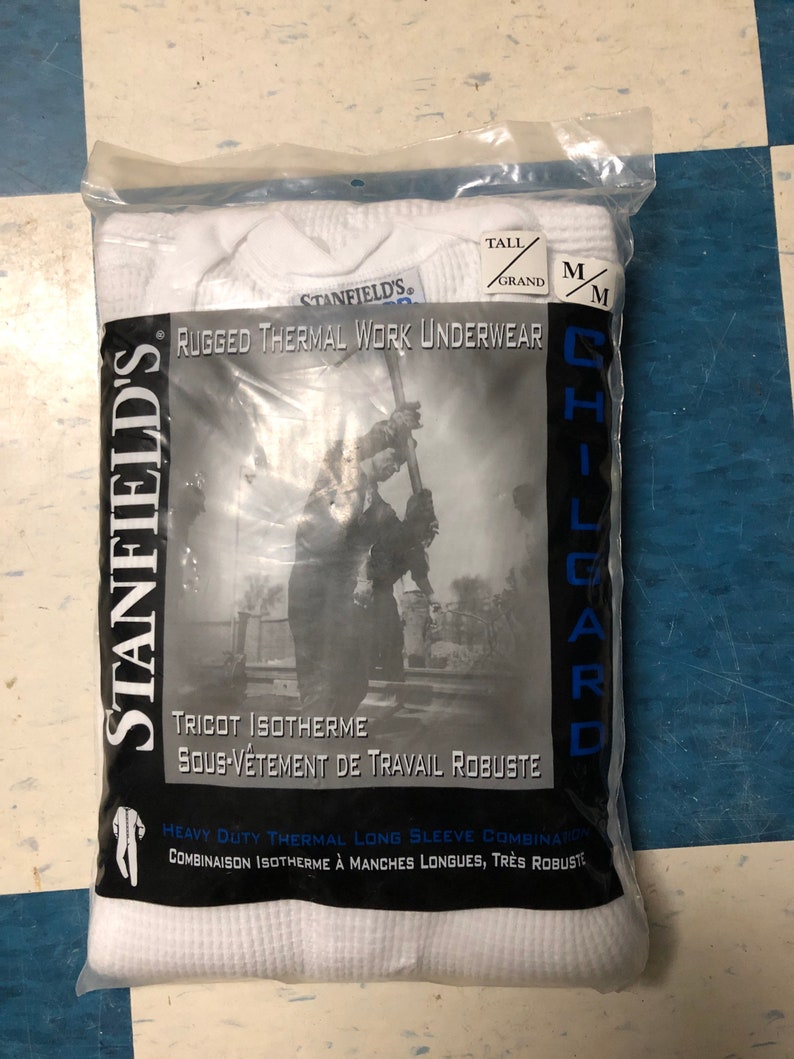 TALL/GRAND
M/M
STANFIELD'S
STANFIELD'S®
RUGGED THERMAL WORK UNDERWEAR
CHILGARD
TRICOT ISOTHERME
SOUS-VÊTEMENT DE TRAVAIL ROBUSTE
HEAVY DUTY THERMAL LONG SLEEVE COMBINATION
COMBINAISON ISOTHERME À MANCHES LONGUES, TRÈS ROBUSTE